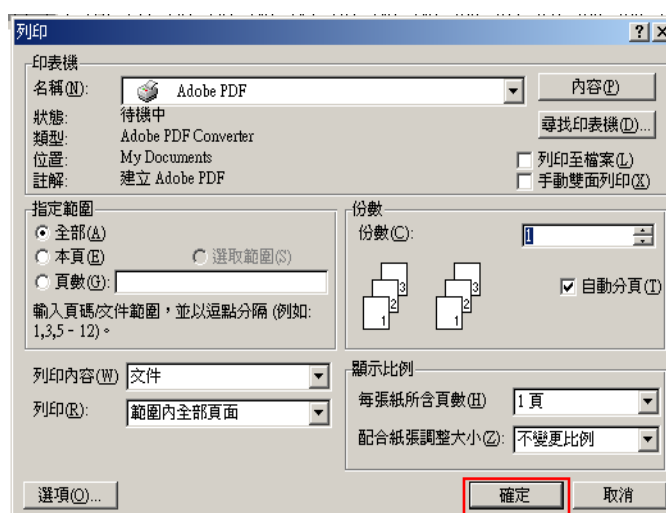 列印
印表機
名稱(N): Adobe PDF 內容(P)
狀態: 待機中
尋找印表機(D)...
類型: Adobe PDF Converter
位置: My Documents
列印至檔案(L)
註解: 建立 Adobe PDF
手動雙面列印(X)
指定範圍
全部(A)
本頁(E) 選取範圍(S)
頁數(G):
輸入頁碼/文件範圍，並以逗點分隔 (例如:
1,3,5 - 12)。
份數
份數(C): 1
3 3
2 2
1 1
自動分頁(T)
列印內容(W) 文件
列印(R): 範圍內全部頁面
顯示比例
每張紙所含頁數(H) 1 頁
配合紙張調整大小(Z): 不變更比例
選項(O)... 確定 取消